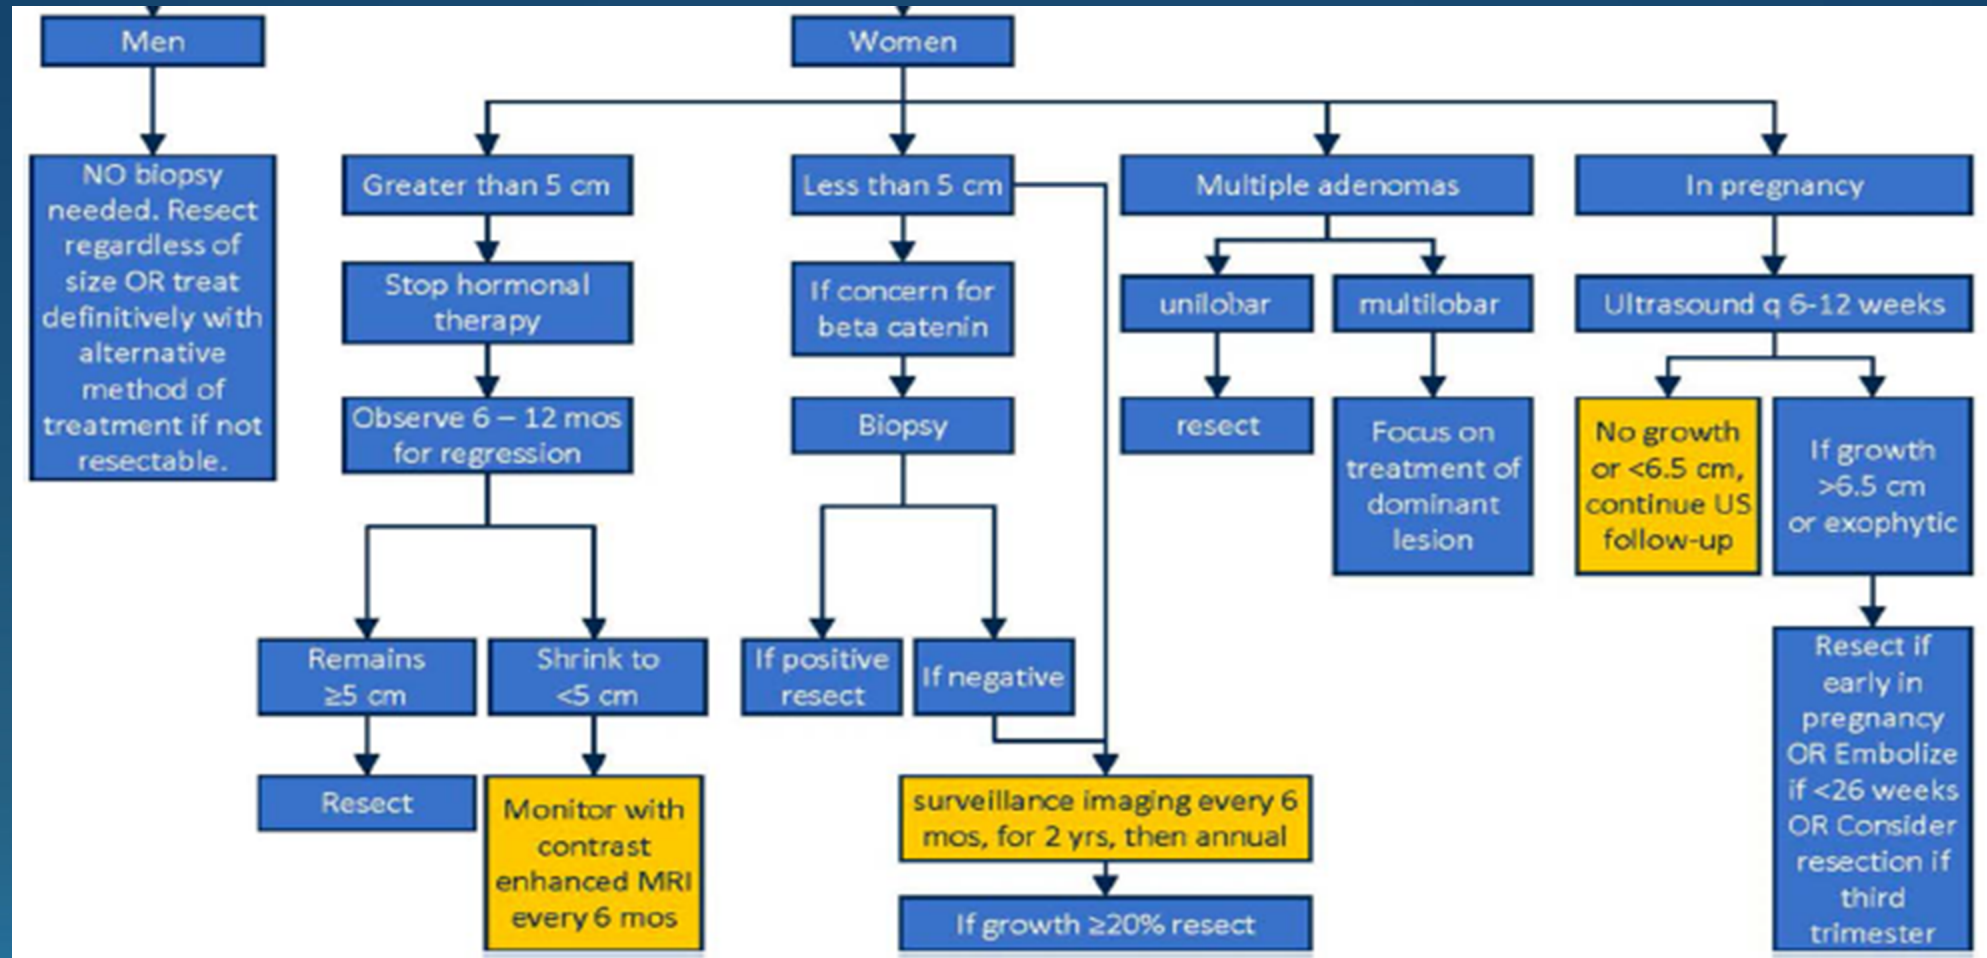 Men
Women
NO biopsy
needed. Resect
regardless of
size OR treat
definitively with
alternative
method of
treatment if not
resectable.
Greater than 5 cm
Stop hormonal
therapy
Observe 6 – 12 mos
for regression
Remains
≥5 cm
Resect
Shrink to
<5 cm
Monitor with
contrast
enhanced MRI
every 6 mos
Less than 5 cm
If concern for
beta catenin
Biopsy
If positive
resect
If negative
surveillance imaging every 6
mos, for 2 yrs, then annual
If growth ≥20% resect
Multiple adenomas
unilobar
resect
multilobar
Focus on
treatment of
dominant
lesion
In pregnancy
Ultrasound q 6-12 weeks
No growth
or <6.5 cm,
continue US
follow-up
If growth
>6.5 cm
or exophytic
Resect if
early in
pregnancy
OR Embolize
if <26 weeks
OR Consider
resection if
third
trimester